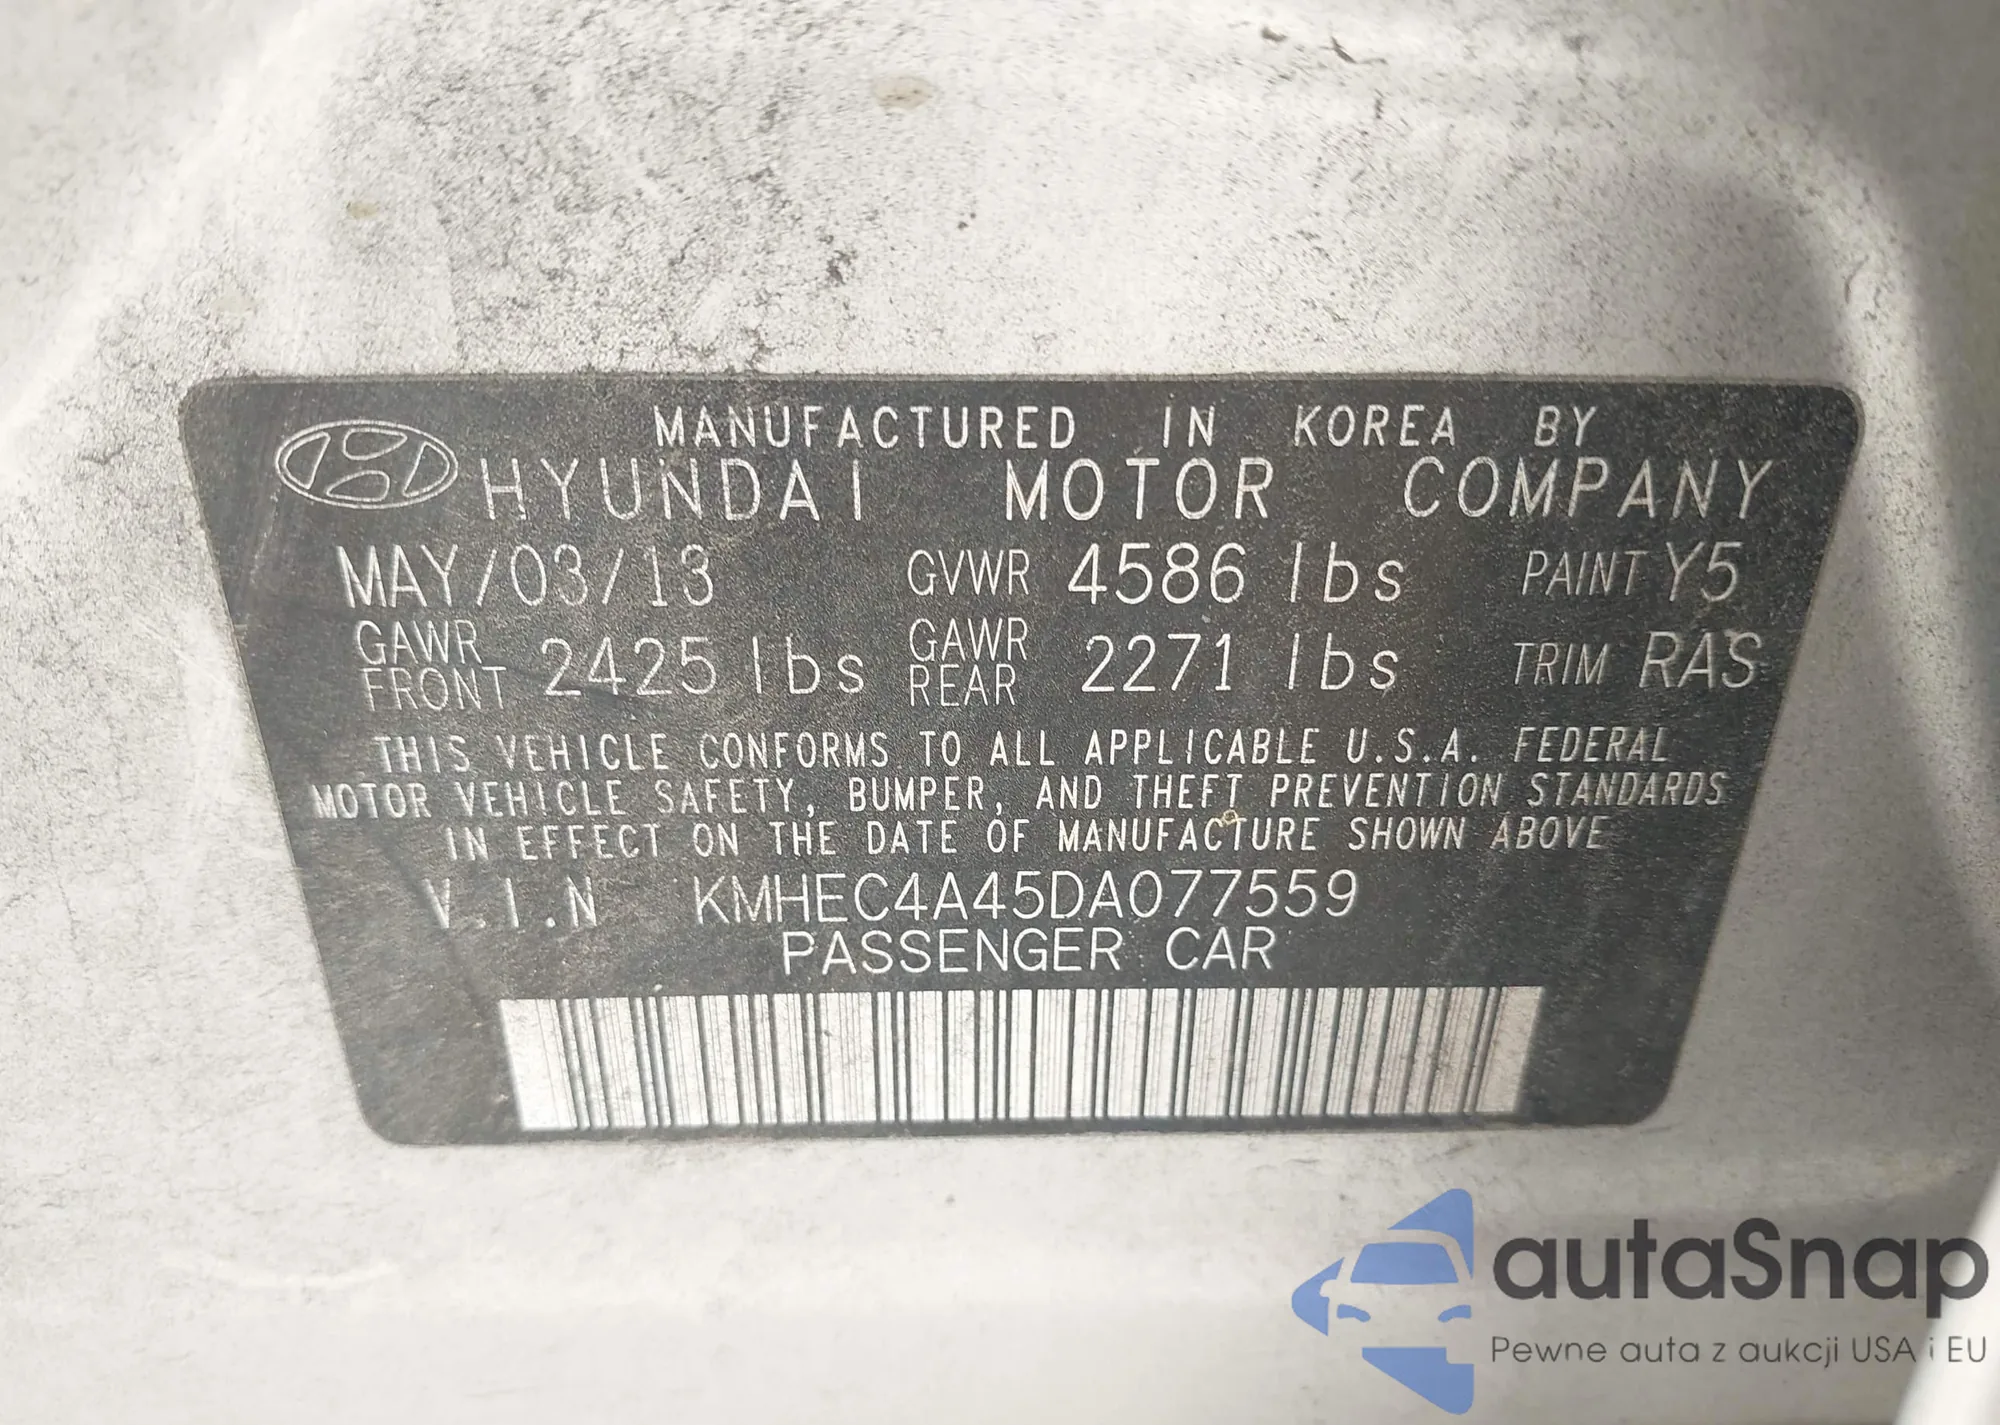 MANUFACTURED IN KOREA BY
HYUNDAI MOTOR COMPANY
MAY/03/13 GVWR 4586 lbs PAINT Y5
GAWR FRONT 2425 lbs GAWR REAR 2271 lbs TRIM RAS
THIS VEHICLE CONFORMS TO ALL APPLICABLE U.S.A. FEDERAL
MOTOR VEHICLE SAFETY, BUMPER, AND THEFT PREVENTION STANDARDS
IN EFFECT ON THE DATE OF MANUFACTURE SHOWN ABOVE
V.I.N KMHEC4A45DA077559
PASSENGER CAR
autaSnap
Pewne auta z aukcji USA i EU